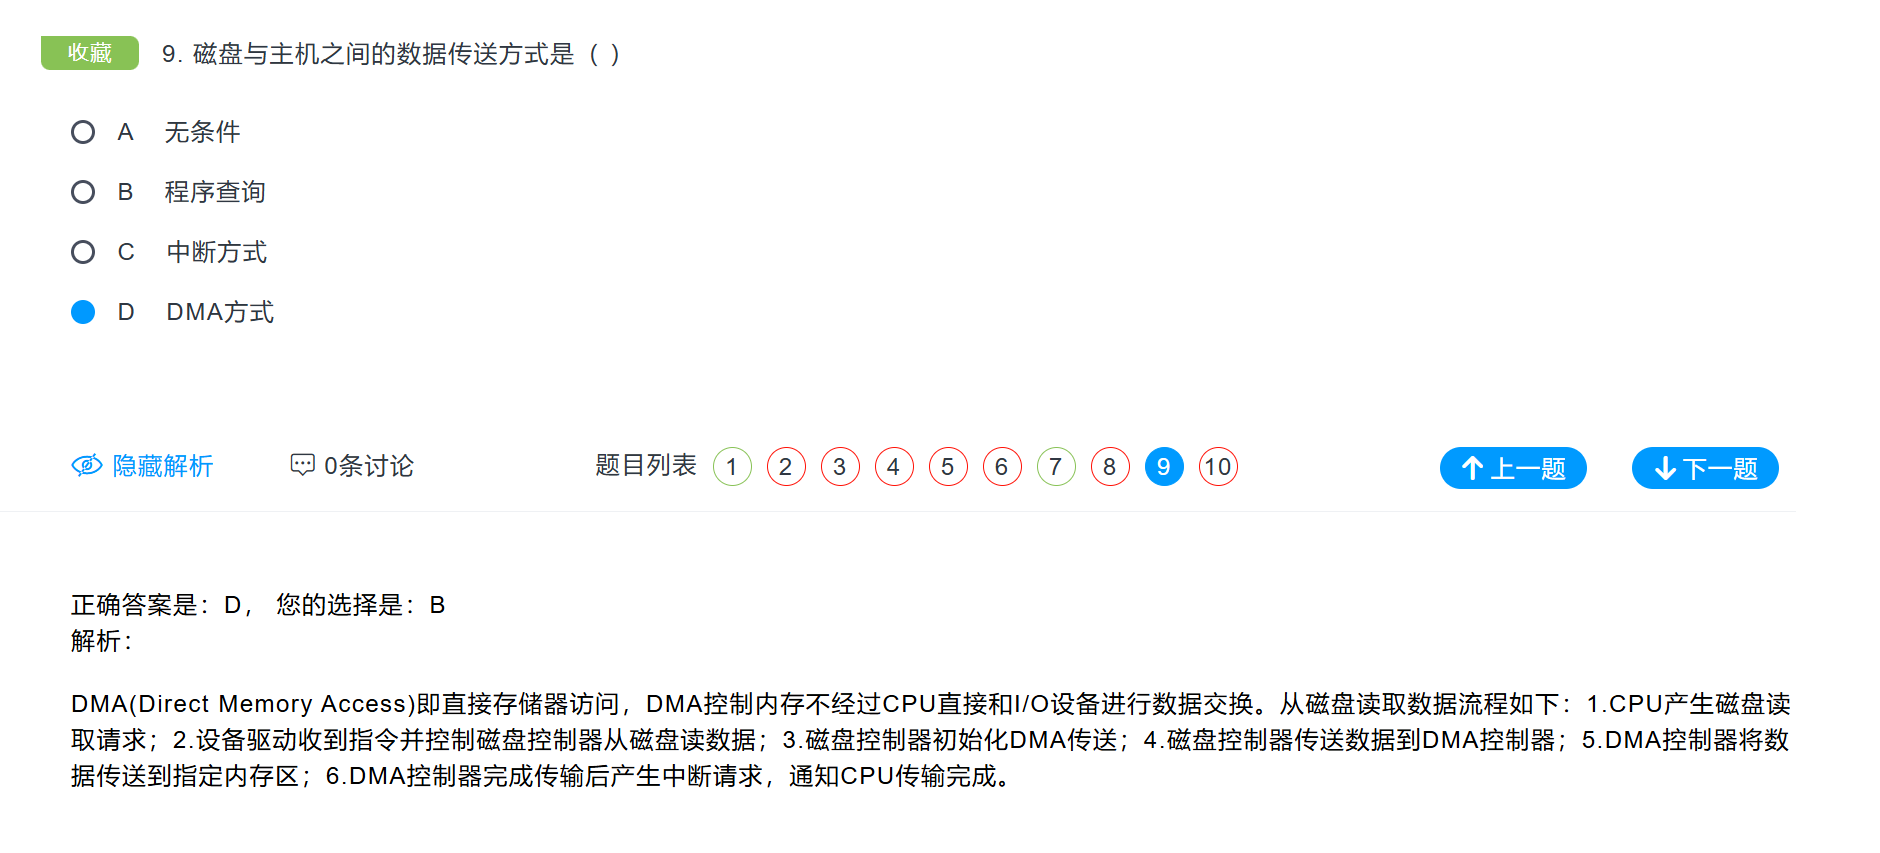 收藏 9. 磁盘与主机之间的数据传送方式是（ ）
A 无条件
B 程序查询
C 中断方式
D DMA方式
隐藏解析 0条讨论 题目列表 1 2 3 4 5 6 7 8 9 10 上一题 下一题
正确答案是：D， 您的选择是：B
解析：
DMA(Direct Memory Access)即直接存储器访问，DMA控制内存不经过CPU直接和I/O设备进行数据交换。从磁盘读取数据流程如下：1.CPU产生磁盘读
取请求；2.设备驱动收到指令并控制磁盘控制器从磁盘读数据；3.磁盘控制器初始化DMA传送；4.磁盘控制器传送数据到DMA控制器；5.DMA控制器将数
据传送到指定内存区；6.DMA控制器完成传输后产生中断请求，通知CPU传输完成。